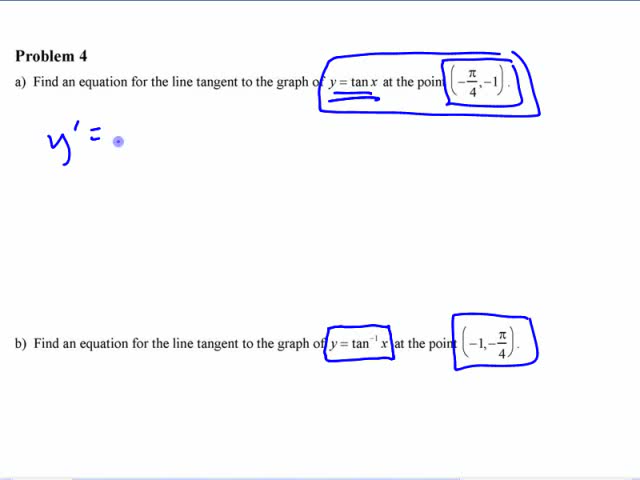 Problem 4
a) Find an equation for the line tangent to the graph of y = tan x at the point (-π/4, -1).
y' =
b) Find an equation for the line tangent to the graph of y = tan⁻¹ x at the point (-1, -π/4).